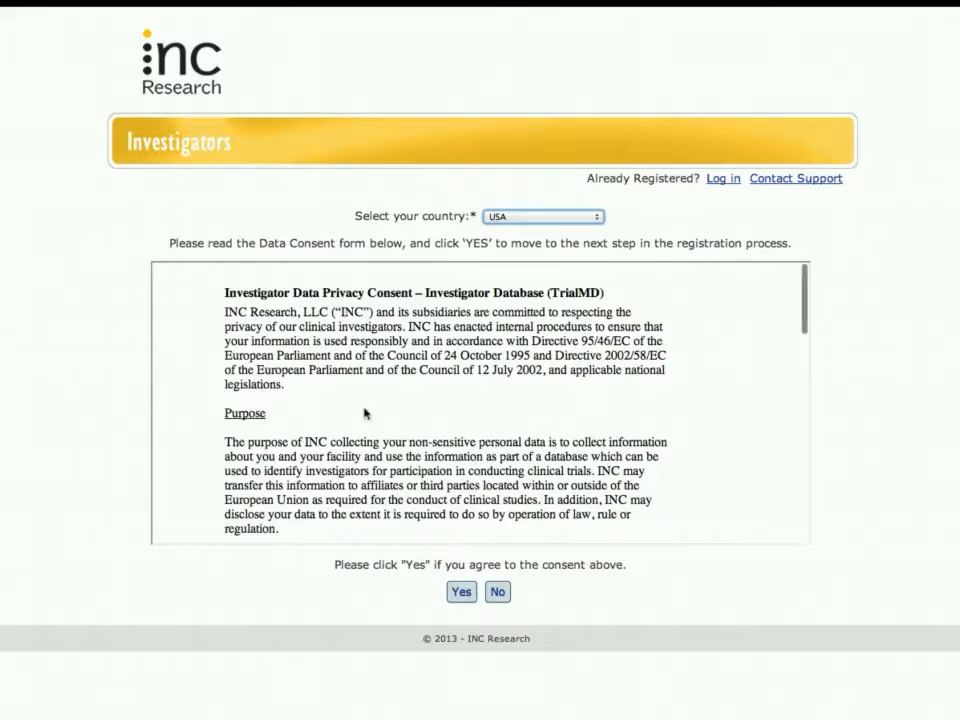 inc
Research
Investigators
Already Registered? Log in Contact Support
Select your country:* USA
Please read the Data Consent form below, and click ‘YES’ to move to the next step in the registration process.
Investigator Data Privacy Consent – Investigator Database (TrialMD)
INC Research, LLC (“INC”) and its subsidiaries are committed to respecting the
privacy of our clinical investigators. INC has enacted internal procedures to ensure that
your information is used responsibly and in accordance with Directive 95/46/EC of the
European Parliament and of the Council of 24 October 1995 and Directive 2002/58/EC
of the European Parliament and of the Council of 12 July 2002, and applicable national
legislations.
Purpose
The purpose of INC collecting your non-sensitive personal data is to collect information
about you and your facility and use the information as part of a database which can be
used to identify investigators for participation in conducting clinical trials. INC may
transfer this information to affiliates or third parties located within or outside of the
European Union as required for the conduct of clinical studies. In addition, INC may
disclose your data to the extent it is required to do so by operation of law, rule or
regulation.
Please click "Yes" if you agree to the consent above.
Yes No
© 2013 - INC Research